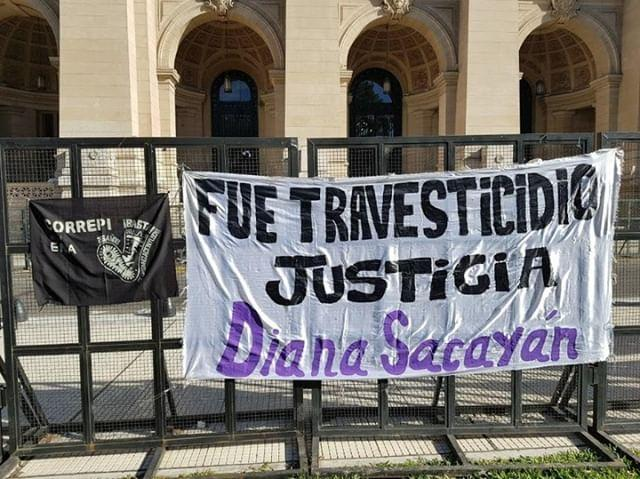 CORREPI
FUE TRAVESTICIDIO
JUSTICIA
Diana Sacayán